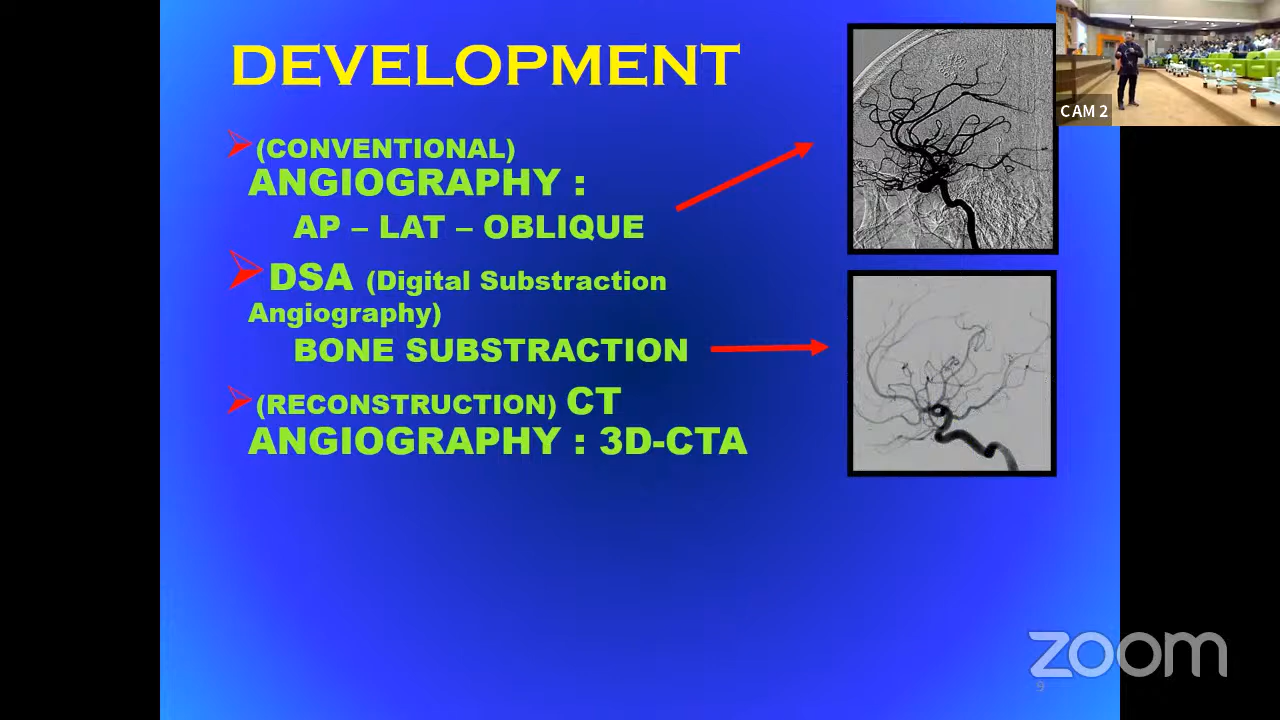 DEVELOPMENT
(CONVENTIONAL)
ANGIOGRAPHY :
AP – LAT – OBLIQUE
DSA (Digital Substraction
Angiography)
BONE SUBSTRACTION
(RECONSTRUCTION) CT
ANGIOGRAPHY : 3D-CTA
CAM 2
zoom
9